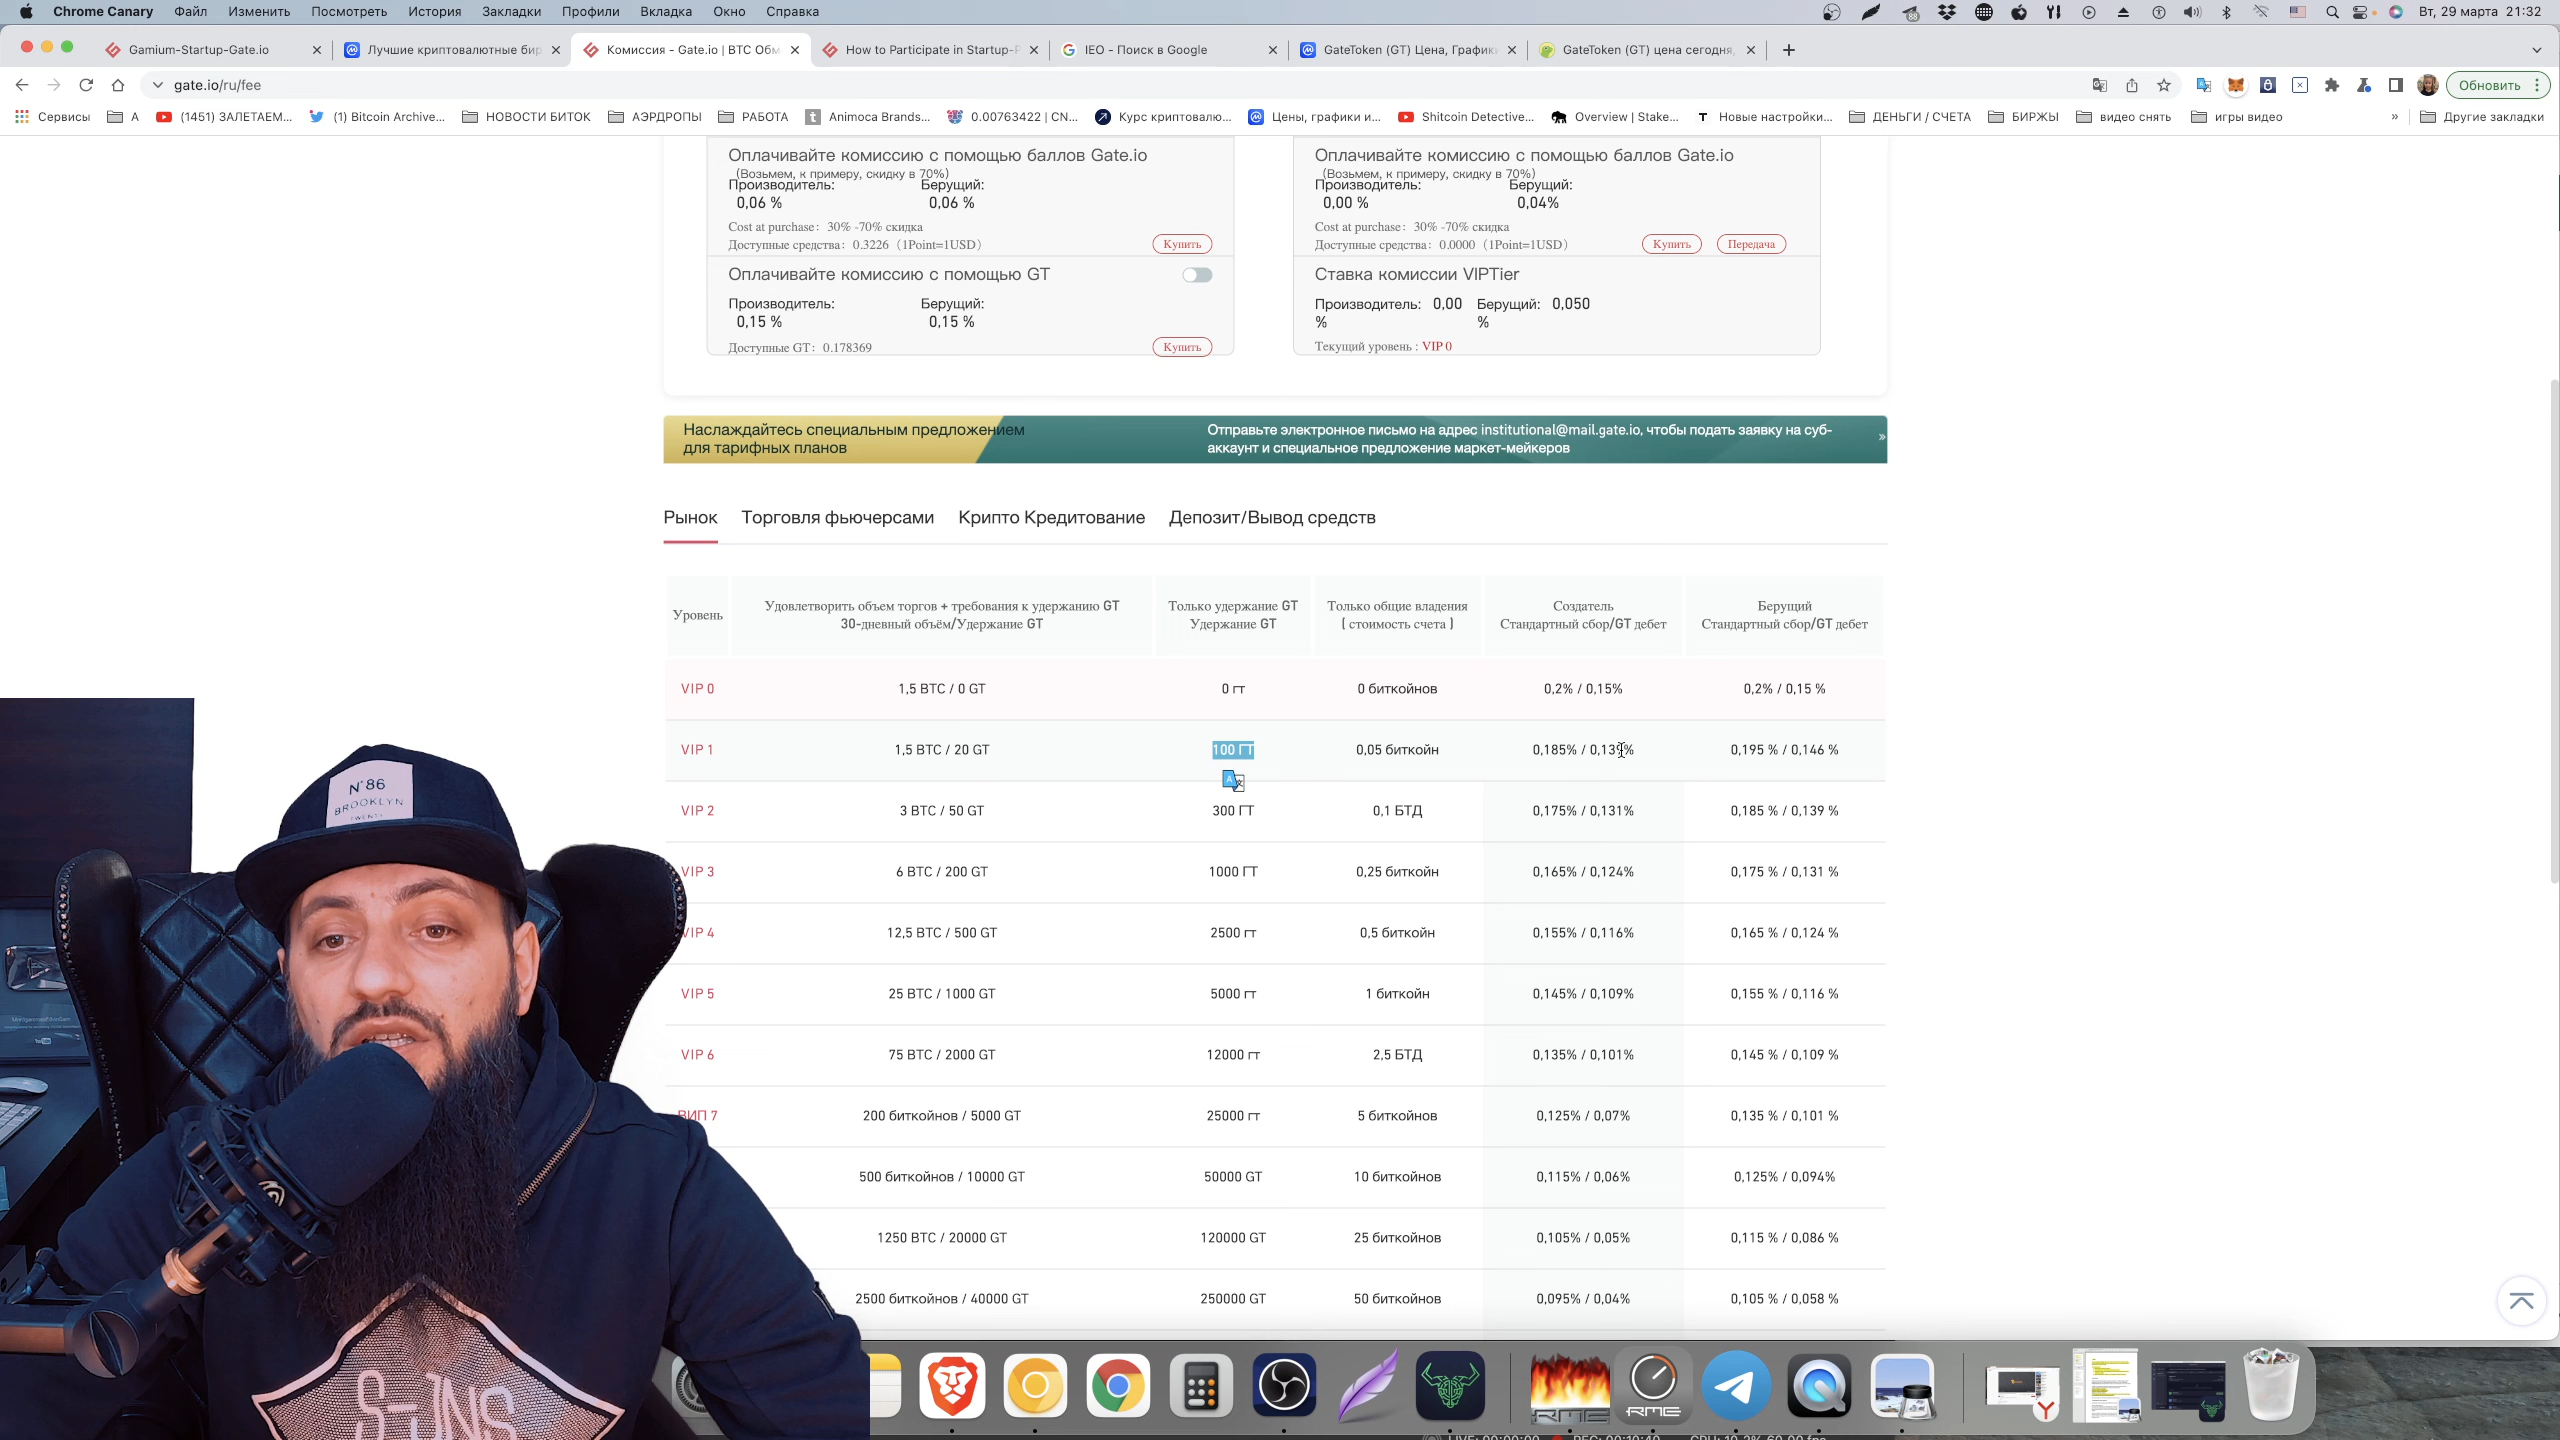 Chrome Canary Файл Изменить Посмотреть История Закладки Профили Вкладка Окно Справка Вт, 29 марта 21:32
Gamium-Startup-Gate.io Лучшие криптовалютные бир Комиссия - Gate.io | BTC Обм How to Participate in Startup-F IEO - Поиск в Google GateToken (GT) Цена, График GateToken (GT) цена сегодня,
gate.io/ru/fee Обновить
Сервисы А (1451) ЗАЛЕТАЕМ... (1) Bitcoin Archive... НОВОСТИ БИТОК АЭРДРОПЫ РАБОТА Animoca Brands... 0.00763422 | CN... Курс криптовалю... Цены, графики и... Shitcoin Detective... Overview | Stake... Новые настройки... ДЕНЬГИ / СЧЕТА БИРЖЫ видео снять игры видео » Другие закладки
Оплачивайте комиссию с помощью баллов Gate.io
(Возьмем, к примеру, скидку в 70%)
Производитель: Берущий:
0,06 % 0,06 %
Cost at purchase: 30% -70% скидка
Доступные средства: 0.3226 (1Point=1USD) Купить
Оплачивайте комиссию с помощью GT
Производитель: Берущий:
0,15 % 0,15 %
Доступные GT: 0.178369 Купить
Оплачивайте комиссию с помощью баллов Gate.io
(Возьмем, к примеру, скидку в 70%)
Производитель: Берущий:
0,00 % 0,04%
Cost at purchase: 30% -70% скидка
Доступные средства: 0.0000 (1Point=1USD) Купить Передача
Ставка комиссии VIPTier
Производитель: 0,00 Берущий: 0,050
% %
Текущий уровень : VIP 0
Наслаждайтесь специальным предложением
для тарифных планов
Отправьте электронное письмо на адрес institutional@mail.gate.io, чтобы подать заявку на суб-
аккаунт и специальное предложение маркет-мейкеров
»
Рынок Торговля фьючерсами Крипто Кредитование Депозит/Вывод средств
Уровень
Удовлетворить объем торгов + требования к удержанию GT
30-дневный объём/Удержание GT
Только удержание GT
Удержание GT
Только общие владения
( стоимость счета )
Создатель
Стандартный сбор/GT дебет
Берущий
Стандартный сбор/GT дебет
VIP 0 1,5 BTC / 0 GT 0 гт 0 биткойнов 0,2% / 0,15% 0,2% / 0,15 %
VIP 1 1,5 BTC / 20 GT 100 ГТ 0,05 биткойн 0,185% / 0,139% 0,195 % / 0,146 %
VIP 2 3 BTC / 50 GT 300 ГТ 0,1 БТД 0,175% / 0,131% 0,185 % / 0,139 %
VIP 3 6 BTC / 200 GT 1000 ГТ 0,25 биткойн 0,165% / 0,124% 0,175 % / 0,131 %
VIP 4 12,5 BTC / 500 GT 2500 гт 0,5 биткойн 0,155% / 0,116% 0,165 % / 0,124 %
VIP 5 25 BTC / 1000 GT 5000 гт 1 биткойн 0,145% / 0,109% 0,155 % / 0,116 %
VIP 6 75 BTC / 2000 GT 12000 гт 2,5 БТД 0,135% / 0,101% 0,145 % / 0,109 %
ВИП 7 200 биткойнов / 5000 GT 25000 гт 5 биткойнов 0,125% / 0,07% 0,135 % / 0,101 %
500 биткойнов / 10000 GT 50000 GT 10 биткойнов 0,115% / 0,06% 0,125% / 0,094%
1250 BTC / 20000 GT 120000 GT 25 биткойнов 0,105% / 0,05% 0,115 % / 0,086 %
2500 биткойнов / 40000 GT 250000 GT 50 биткойнов 0,095% / 0,04% 0,105 % / 0,058 %
N°86
BROOKLYN
RME RME